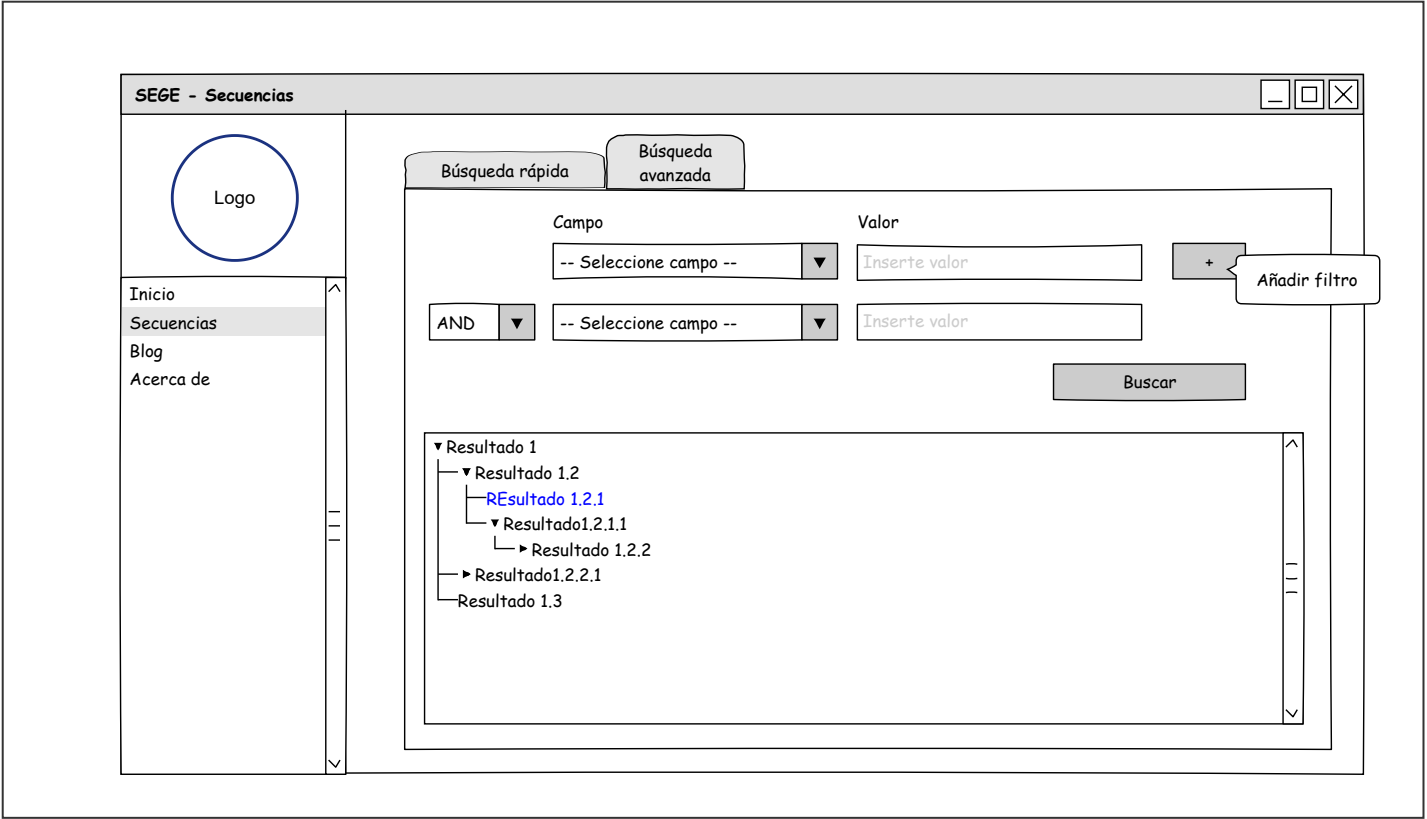 SEGE - Secuencias
Logo
Inicio
Secuencias
Blog
Acerca de
Búsqueda rápida
Búsqueda
avanzada
Campo
Valor
-- Seleccione campo --
Inserte valor
+
Añadir filtro
AND
-- Seleccione campo --
Inserte valor
Buscar
Resultado 1
Resultado 1.2
REsultado 1.2.1
Resultado1.2.1.1
Resultado 1.2.2
Resultado1.2.2.1
Resultado 1.3